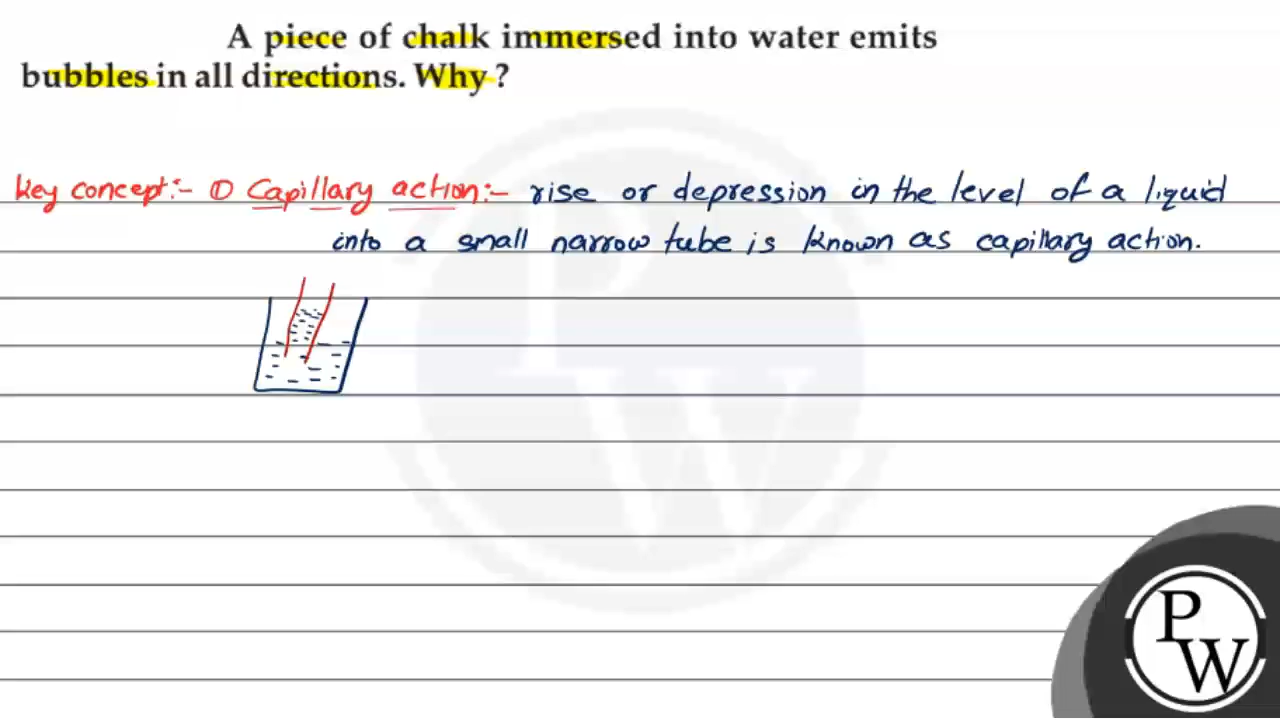 A piece of chalk immersed into water emits
bubbles in all directions. Why ?
key concept:- ① Capillary action:- rise or depression in the level of a liquid
into a small narrow tube is known as capillary action.
P
W
P
W